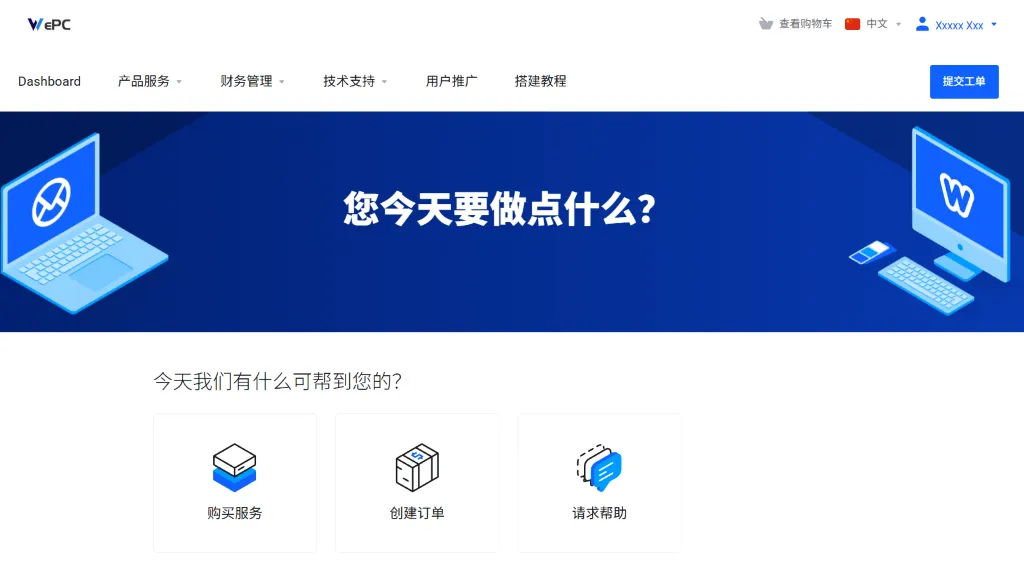 WePC
查看购物车 中文 Xxxxx Xxx
Dashboard 产品服务 财务管理 技术支持 用户推广 搭建教程 提交工单
您今天要做点什么？
今天我们有什么可帮到您的？
购买服务 创建订单 请求帮助